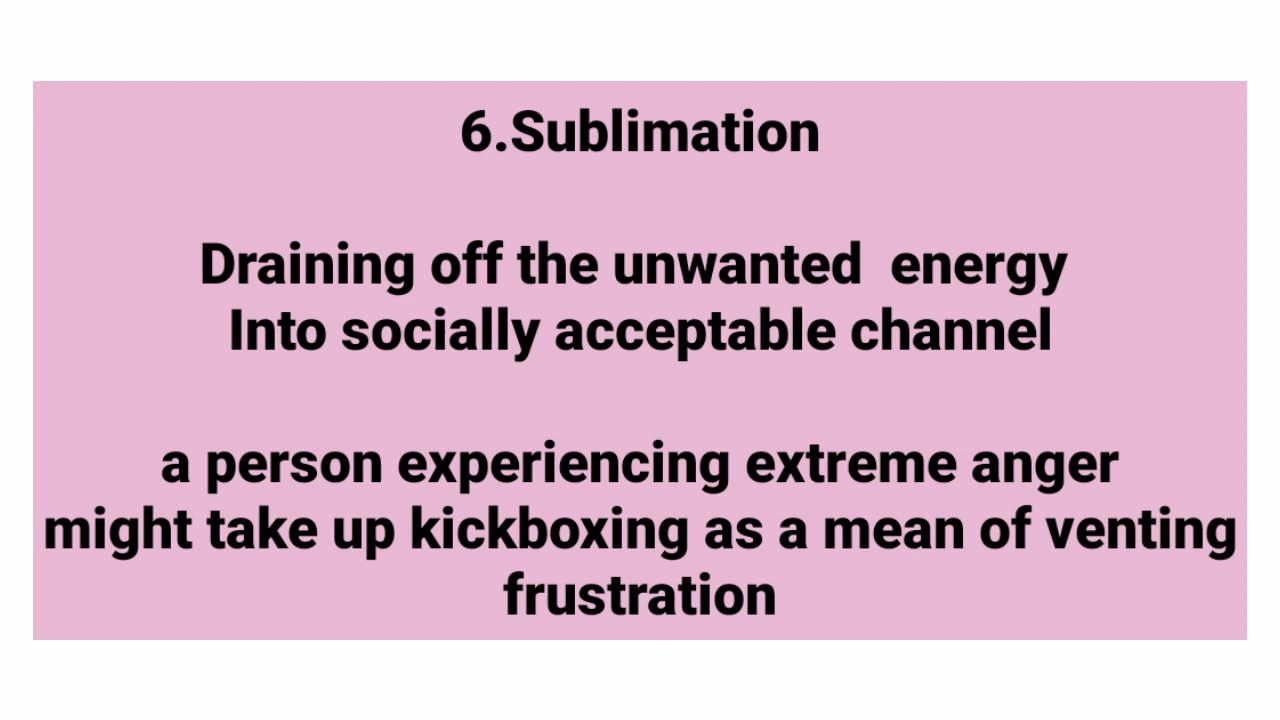 6.Sublimation
Draining off the unwanted  energy
Into socially acceptable channel
a person experiencing extreme anger
might take up kickboxing as a mean of venting
frustration